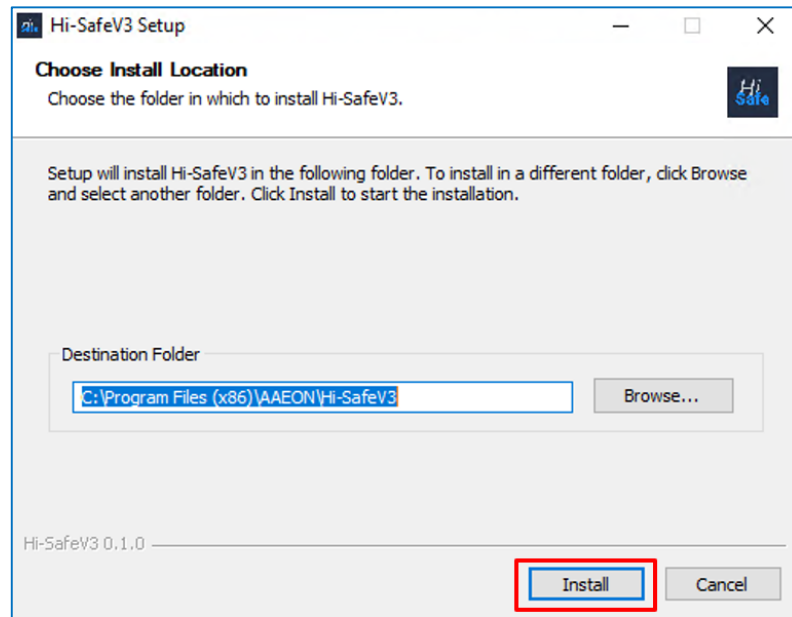 Hi-SafeV3 Setup
Choose Install Location
Choose the folder in which to install Hi-SafeV3.
Hi
Safe
Setup will install Hi-SafeV3 in the following folder. To install in a different folder, click Browse
and select another folder. Click Install to start the installation.
Destination Folder
C:\Program Files (x86)\AAEON\Hi-SafeV3
Browse...
Hi-SafeV3 0.1.0
Install
Cancel